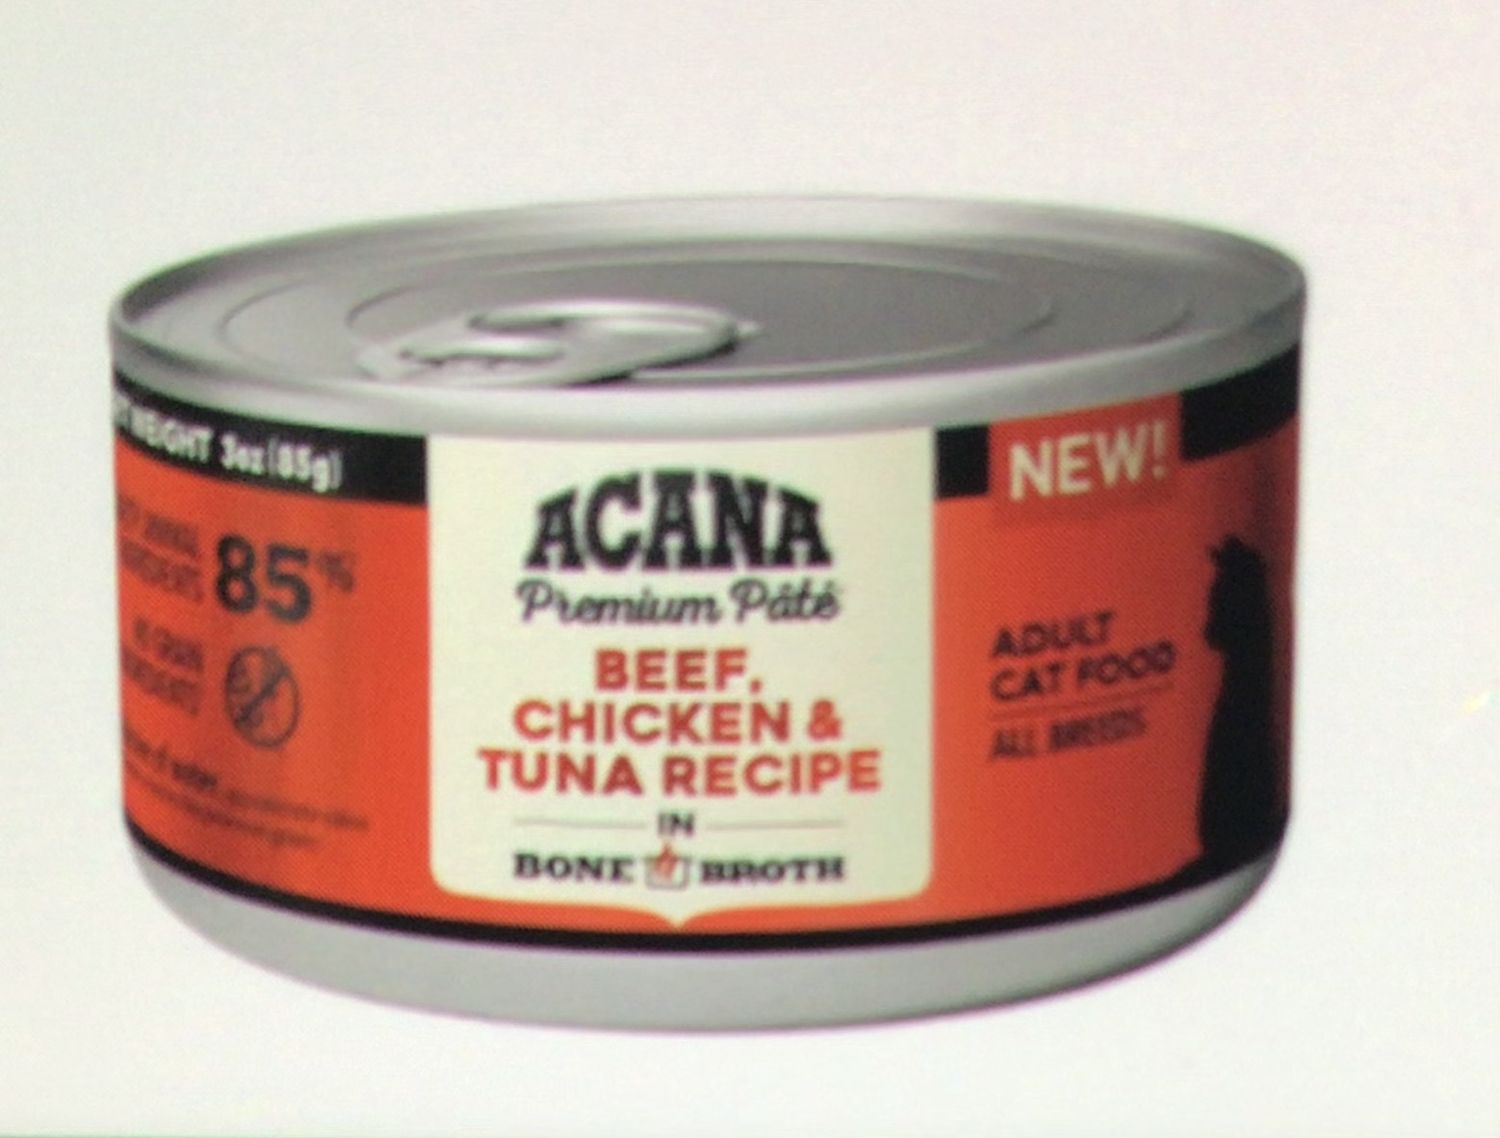 WEIGHT 3oz (85g)
85%
ACANA
Premium Pâté
BEEF,
CHICKEN &
TUNA RECIPE
IN
BONE BROTH
NEW!
ADULT
CAT FOOD
ALL BREEDS